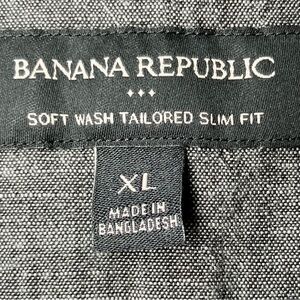 BANANA REPUBLIC
SOFT WASH TAILORED SLIM FIT
XL
MADE IN
BANGLADESH